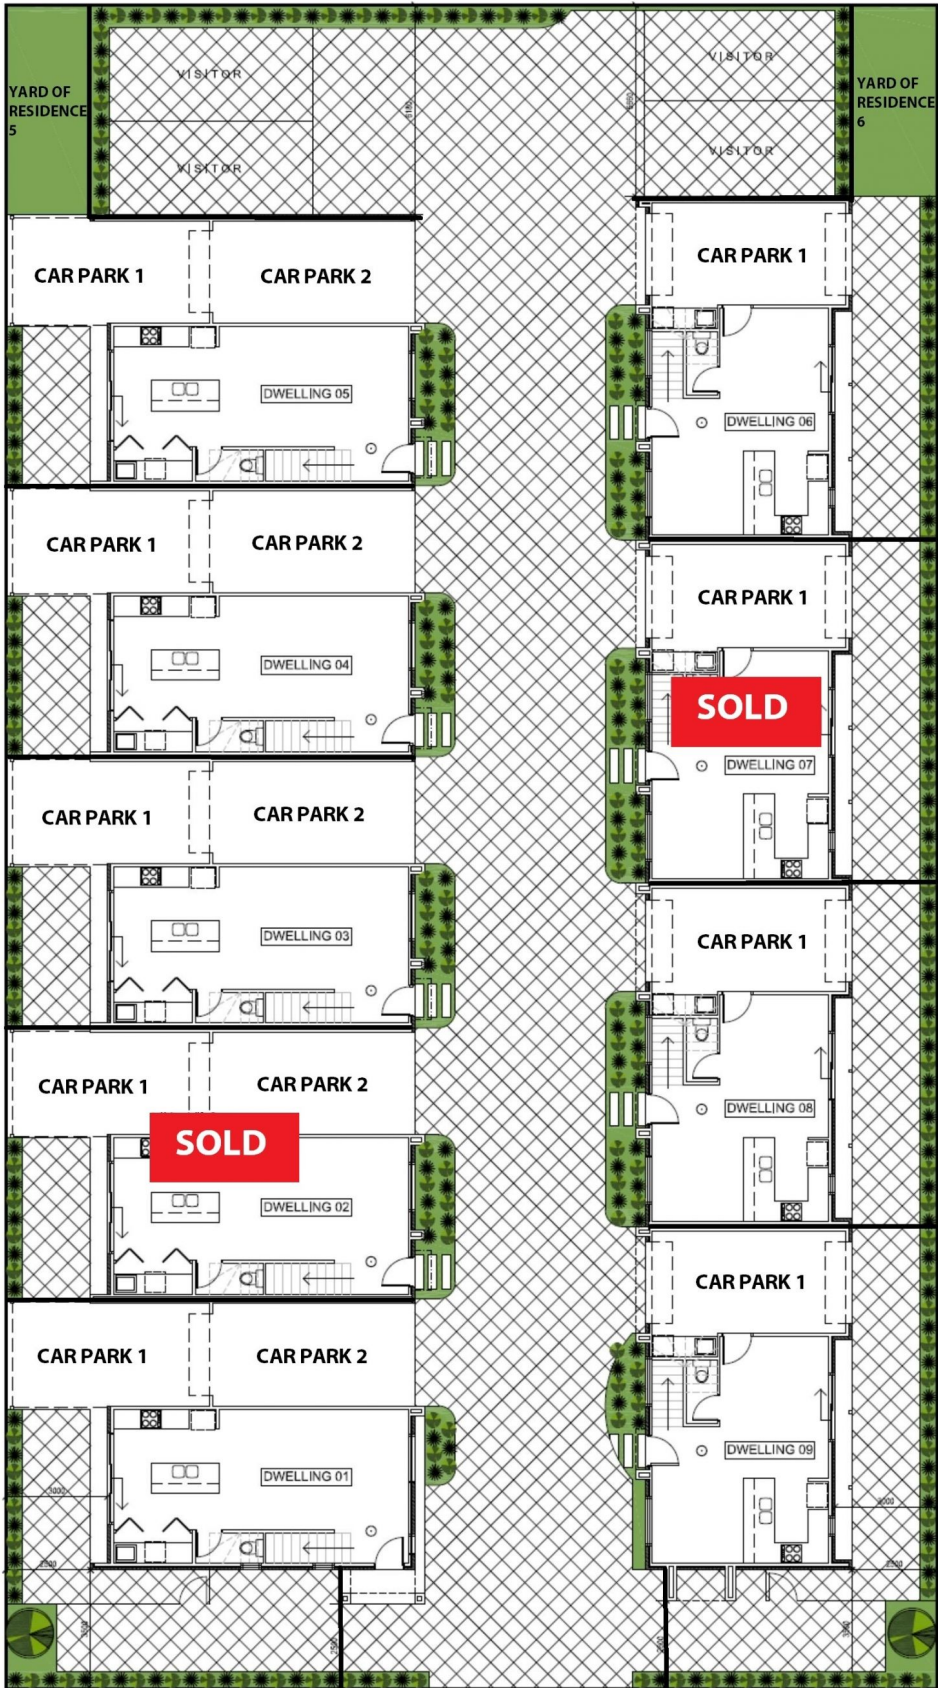 YARD OF
RESIDENCE
5
VISITOR
VISITOR
6
VISITOR
VISITOR
YARD OF
RESIDENCE
CAR PARK 1
CAR PARK 2
CAR PARK 1
DWELLING 05
DWELLING 06
CAR PARK 1
CAR PARK 2
CAR PARK 1
DWELLING 04
SOLD
DWELLING 07
CAR PARK 1
CAR PARK 2
DWELLING 03
CAR PARK 1
CAR PARK 1
CAR PARK 2
DWELLING 08
SOLD
DWELLING 02
CAR PARK 1
CAR PARK 1
CAR PARK 2
DWELLING 09
DWELLING 01
3000
2500
2500